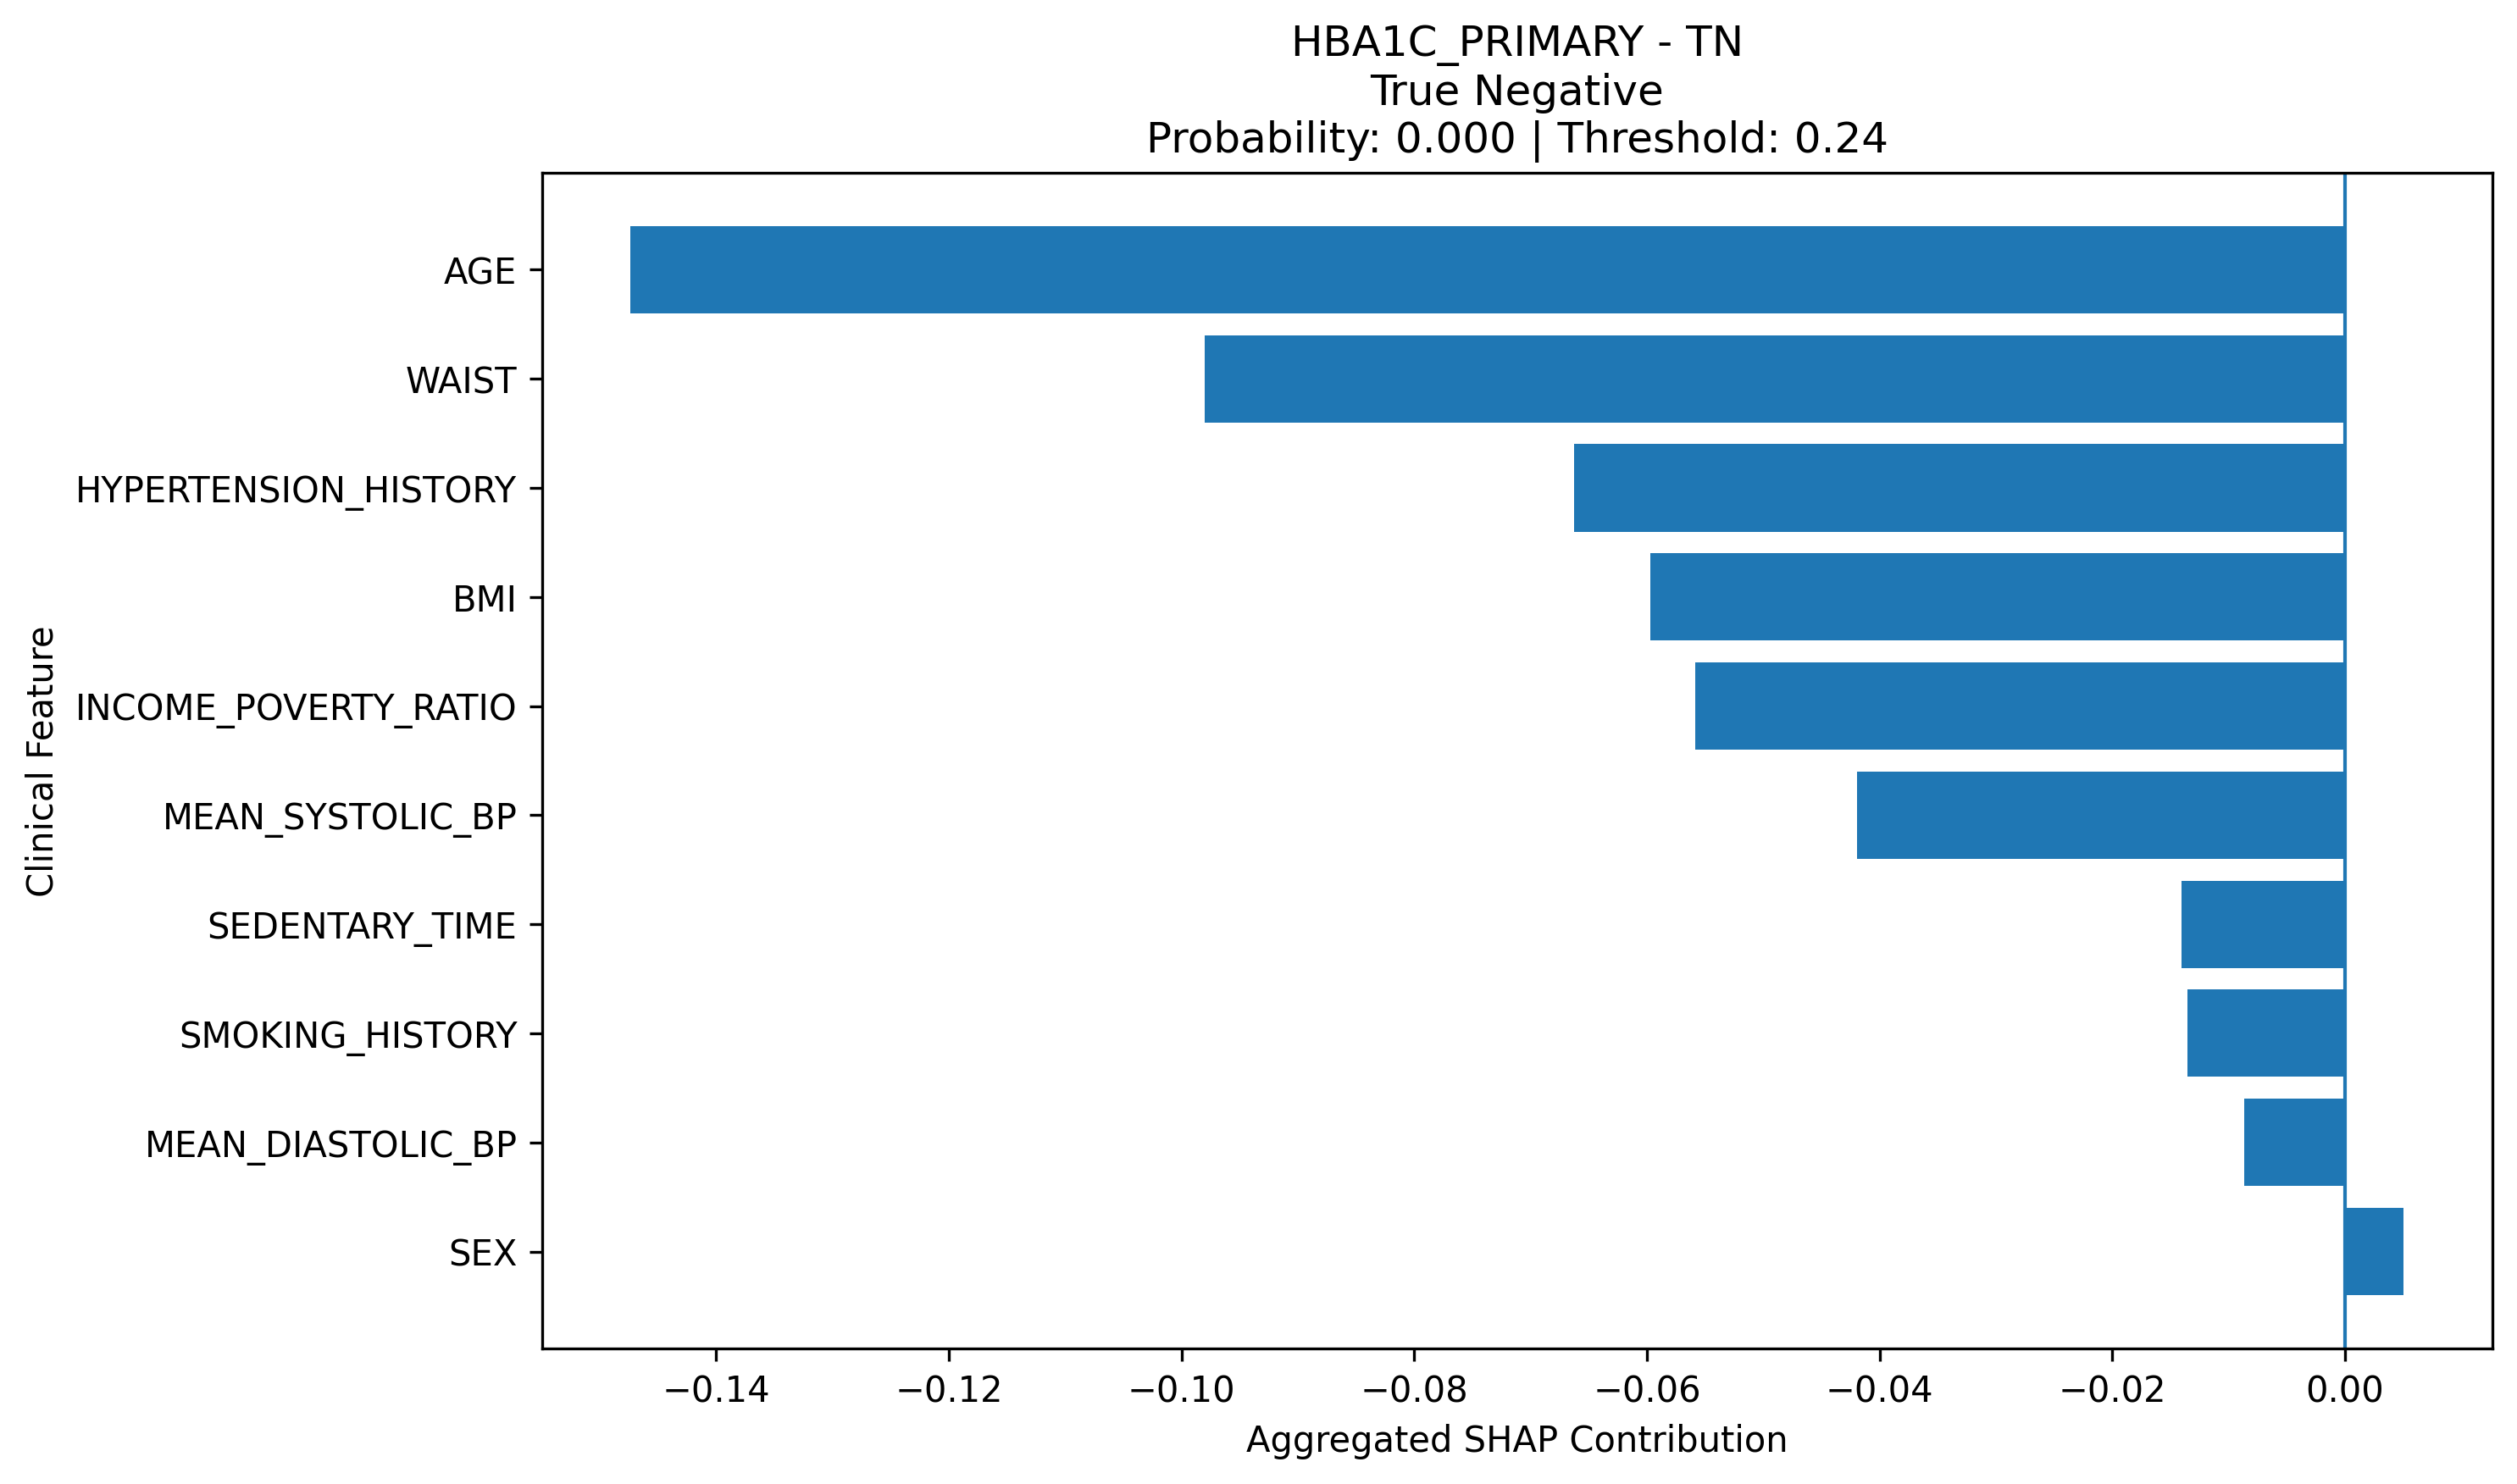 HBA1C_PRIMARY - TN
True Negative
Probability: 0.000 | Threshold: 0.24
Clinical Feature
AGE
WAIST
HYPERTENSION_HISTORY
BMI
INCOME_POVERTY_RATIO
MEAN_SYSTOLIC_BP
SEDENTARY_TIME
SMOKING_HISTORY
MEAN_DIASTOLIC_BP
SEX
−0.14 −0.12 −0.10 −0.08 −0.06 −0.04 −0.02 0.00
Aggregated SHAP Contribution